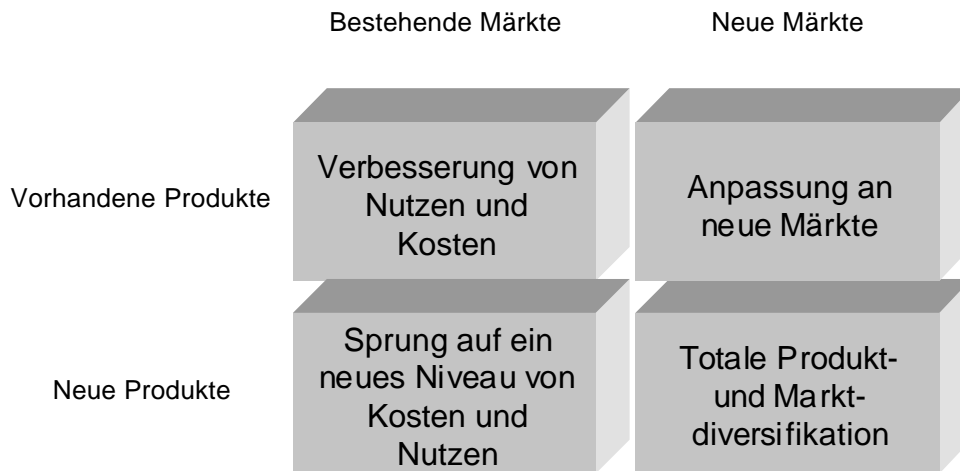 Bestehende Märkte
Neue Märkte
Vorhandene Produkte
Verbesserung von
Nutzen und
Kosten
Anpassung an
neue Märkte
Neue Produkte
Sprung auf ein
neues Niveau von
Kosten und
Nutzen
Totale Produkt-
und Markt-
diversifikation